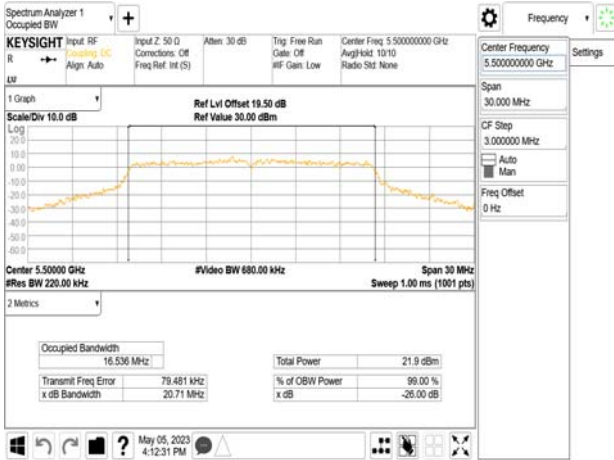 Spectrum Analyzer 1
Occupied BW
+
Frequency
KEYSIGHT
R
LXI
Input: RF
Coupling: DC
Align: Auto
Input Z: 50 Ω
Corrections: Off
Freq Ref: Int (S)
Atten: 30 dB
Trig: Free Run
Gate: Off
#IF Gain: Low
Center Freq: 5.500000000 GHz
Avg|Hold: 10/10
Radio Std: None
Center Frequency
5.500000000 GHz
Settings
Span
30.000 MHz
CF Step
3.000000 MHz
Auto
Man
Freq Offset
0 Hz
1 Graph
Scale/Div 10.0 dB
Ref Lvl Offset 19.50 dB
Ref Value 30.00 dBm
Log
20.0
10.0
0.00
-10.0
-20.0
-30.0
-40.0
-50.0
-60.0
Center 5.50000 GHz
#Video BW 680.00 kHz
Span 30 MHz
#Res BW 220.00 kHz
Sweep 1.00 ms (1001 pts)
2 Metrics
Occupied Bandwidth
16.536 MHz
Total Power 21.9 dBm
Transmit Freq Error 79.481 kHz
% of OBW Power 99.00 %
x dB Bandwidth 20.71 MHz
x dB -26.00 dB
?
May 05, 2023
4:12:31 PM